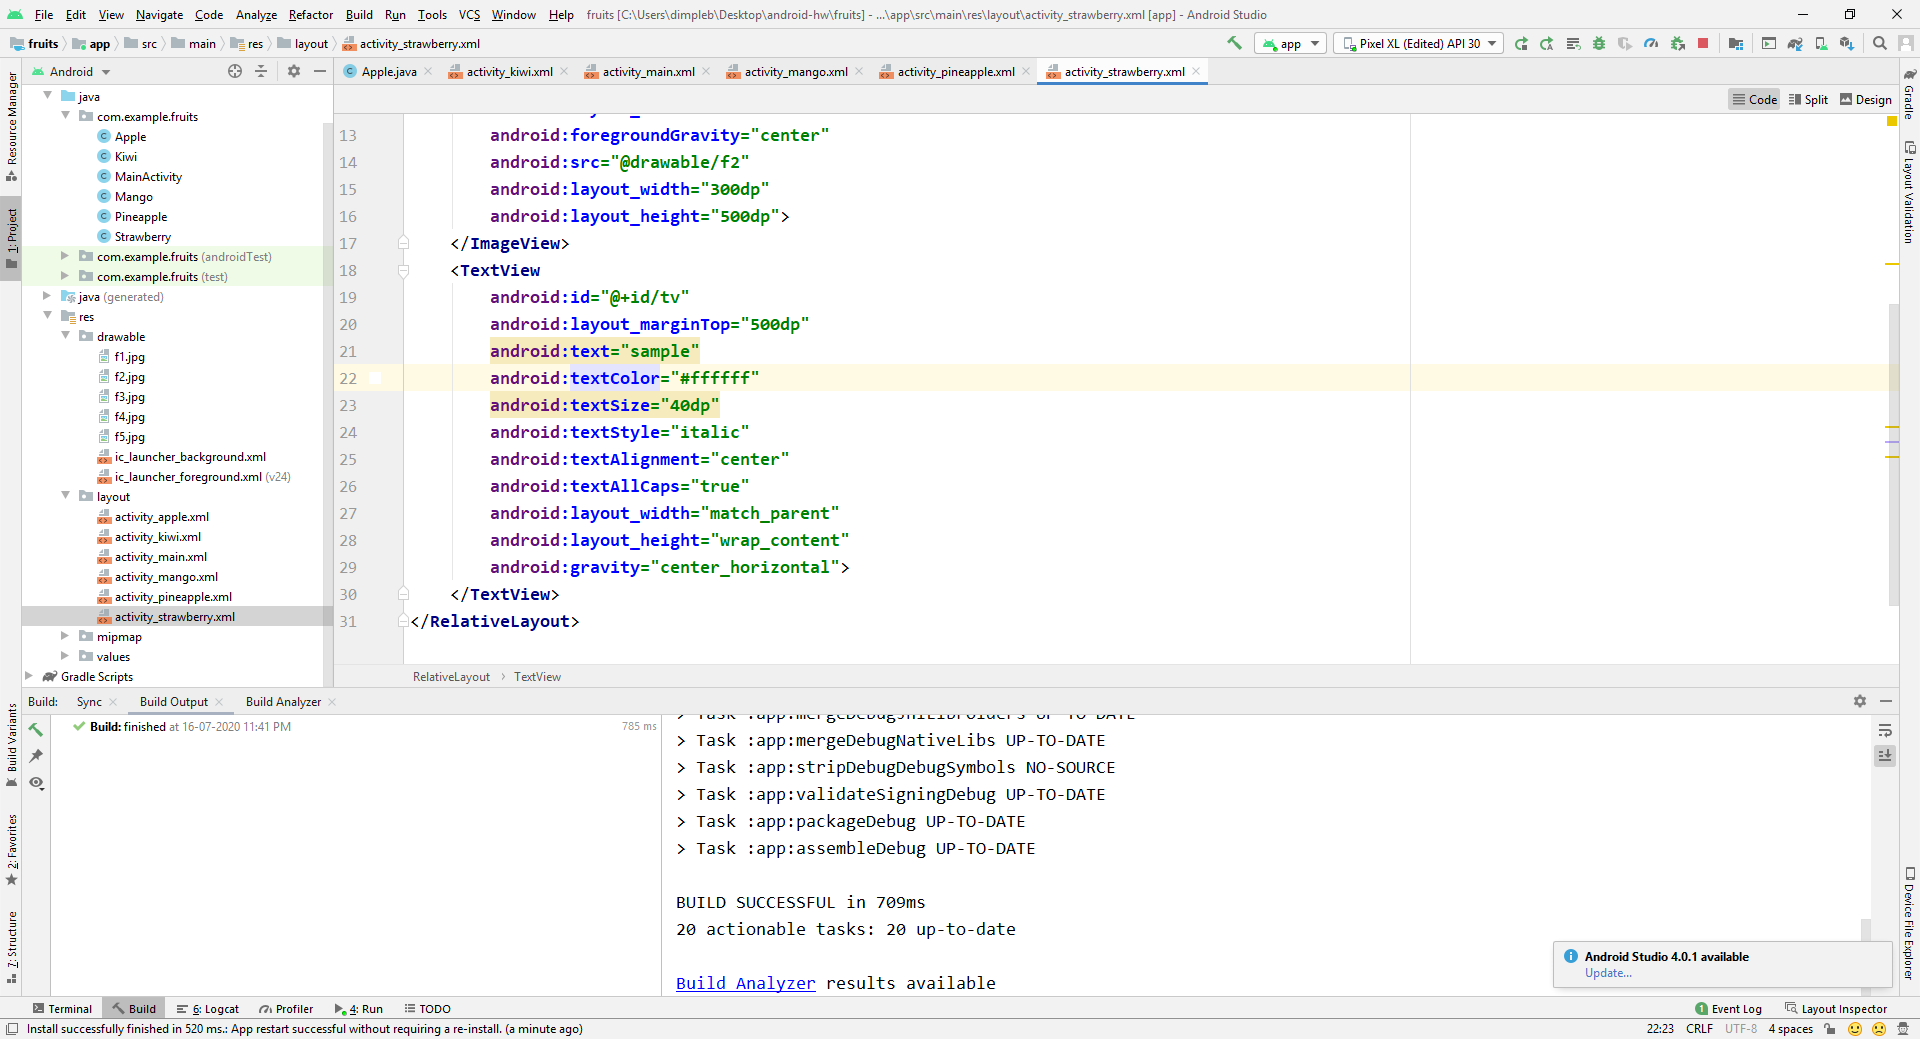 File Edit View Navigate Code Analyze Refactor Build Run Tools VCS Window Help fruits [C:\Users\dimpleb\Desktop\android-hw\fruits] - ...\app\src\main\res\layout\activity_strawberry.xml [app] - Android Studio
fruits app src main res layout activity_strawberry.xml app Pixel XL (Edited) API 30
Android Apple.java activity_kiwi.xml activity_main.xml activity_mango.xml activity_pineapple.xml activity_strawberry.xml
Code Split Design
Resource Manager
1: Project
Build Variants
2: Favorites
7: Structure
java
com.example.fruits
Apple
Kiwi
MainActivity
Mango
Pineapple
Strawberry
com.example.fruits (androidTest)
com.example.fruits (test)
java (generated)
res
drawable
f1.jpg
f2.jpg
f3.jpg
f4.jpg
f5.jpg
ic_launcher_background.xml
ic_launcher_foreground.xml (v24)
layout
activity_apple.xml
activity_kiwi.xml
activity_main.xml
activity_mango.xml
activity_pineapple.xml
activity_strawberry.xml
mipmap
values
Gradle Scripts
13 android:foregroundGravity="center"
14 android:src="@drawable/f2"
15 android:layout_width="300dp"
16 android:layout_height="500dp">
17 </ImageView>
18 <TextView
19 android:id="@+id/tv"
20 android:layout_marginTop="500dp"
21 android:text="sample"
22 android:textColor="#ffffff"
23 android:textSize="40dp"
24 android:textStyle="italic"
25 android:textAlignment="center"
26 android:textAllCaps="true"
27 android:layout_width="match_parent"
28 android:layout_height="wrap_content"
29 android:gravity="center_horizontal">
30 </TextView>
31 </RelativeLayout>
RelativeLayout > TextView
Gradle
Layout Validation
Device File Explorer
Build: Sync Build Output Build Analyzer
Build: finished at 16-07-2020 11:41 PM 785 ms
> Task :app:mergeDebugJniLibFolders UP-TO-DATE
> Task :app:mergeDebugNativeLibs UP-TO-DATE
> Task :app:stripDebugDebugSymbols NO-SOURCE
> Task :app:validateSigningDebug UP-TO-DATE
> Task :app:packageDebug UP-TO-DATE
> Task :app:assembleDebug UP-TO-DATE
BUILD SUCCESSFUL in 709ms
20 actionable tasks: 20 up-to-date
Build Analyzer results available
Android Studio 4.0.1 available
Update...
Terminal Build 6: Logcat Profiler 4: Run TODO 1 Event Log Layout Inspector
Install successfully finished in 520 ms.: App restart successful without requiring a re-install. (a minute ago) 22:23 CRLF UTF-8 4 spaces